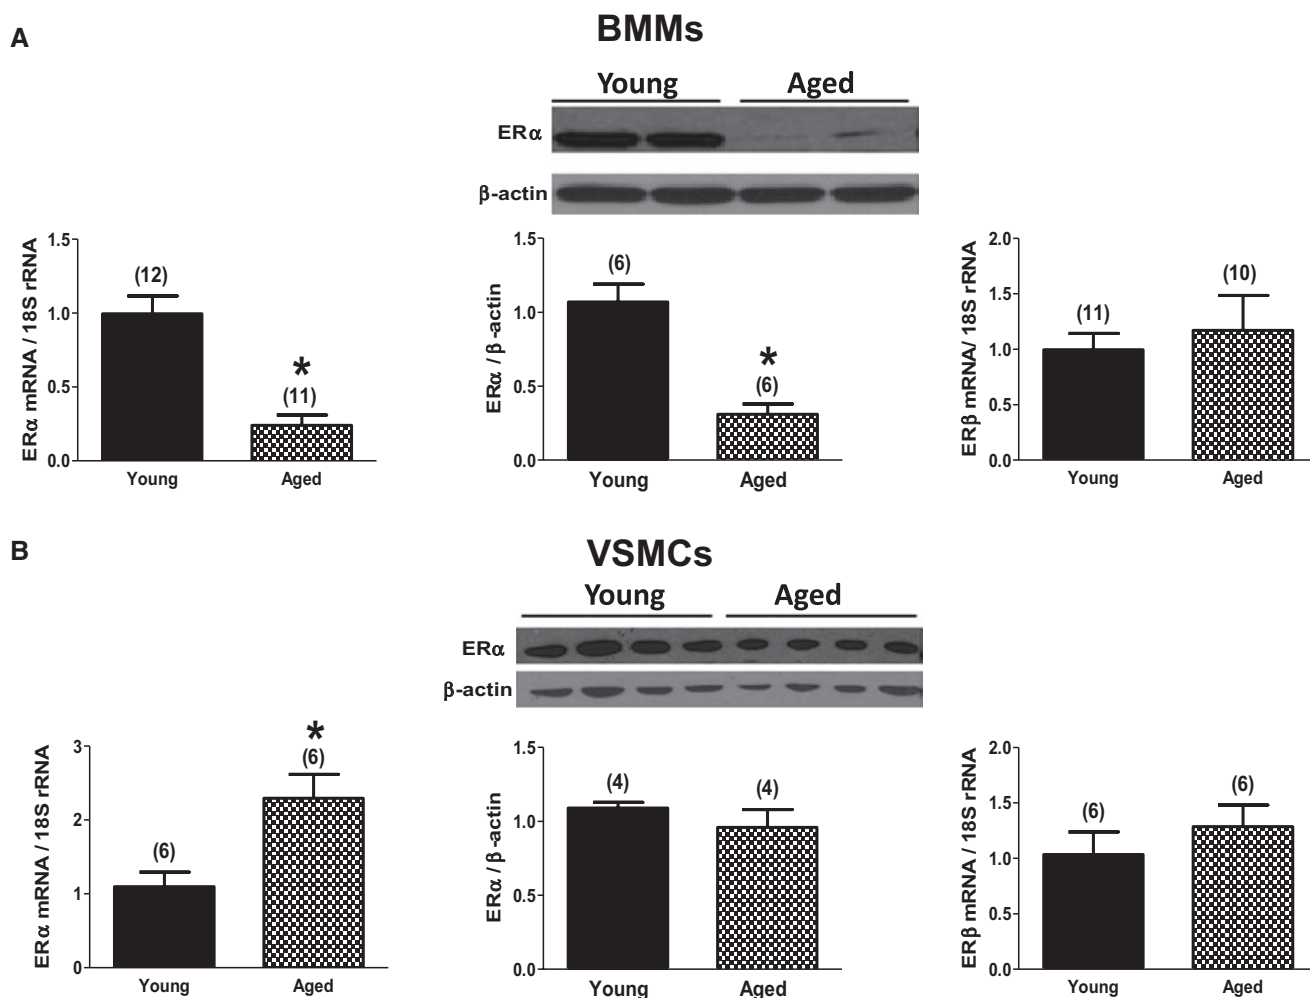 A
BMMs
Young Aged
ERα
β-actin
ERα mRNA / 18S rRNA
1.5
1.0
0.5
0.0
(12)
*
(11)
Young Aged
ERα / β-actin
1.5
1.0
0.5
0.0
(6)
*
(6)
Young Aged
ERβ mRNA/ 18S rRNA
2.0
1.5
1.0
0.5
0.0
(11)
(10)
Young Aged
B
VSMCs
Young Aged
ERα
β-actin
ERα mRNA / 18S rRNA
3
2
1
0
(6)
*
(6)
Young Aged
ERα / β-actin
1.5
1.0
0.5
0.0
(4)
(4)
Young Aged
ERβ mRNA / 18S rRNA
2.0
1.5
1.0
0.5
0.0
(6)
(6)
Young Aged